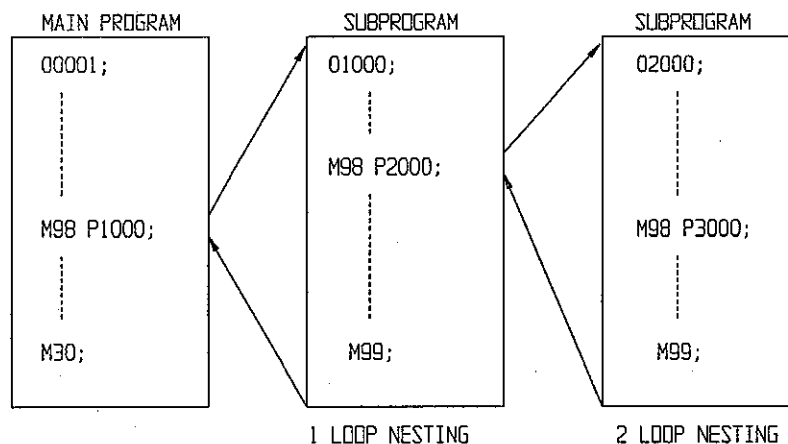 MAIN PROGRAM
O0001;
M98 P1000;
M30;
SUBPROGRAM
O1000;
M98 P2000;
M99;
1 LOOP NESTING
SUBPROGRAM
O2000;
M98 P3000;
M99;
2 LOOP NESTING